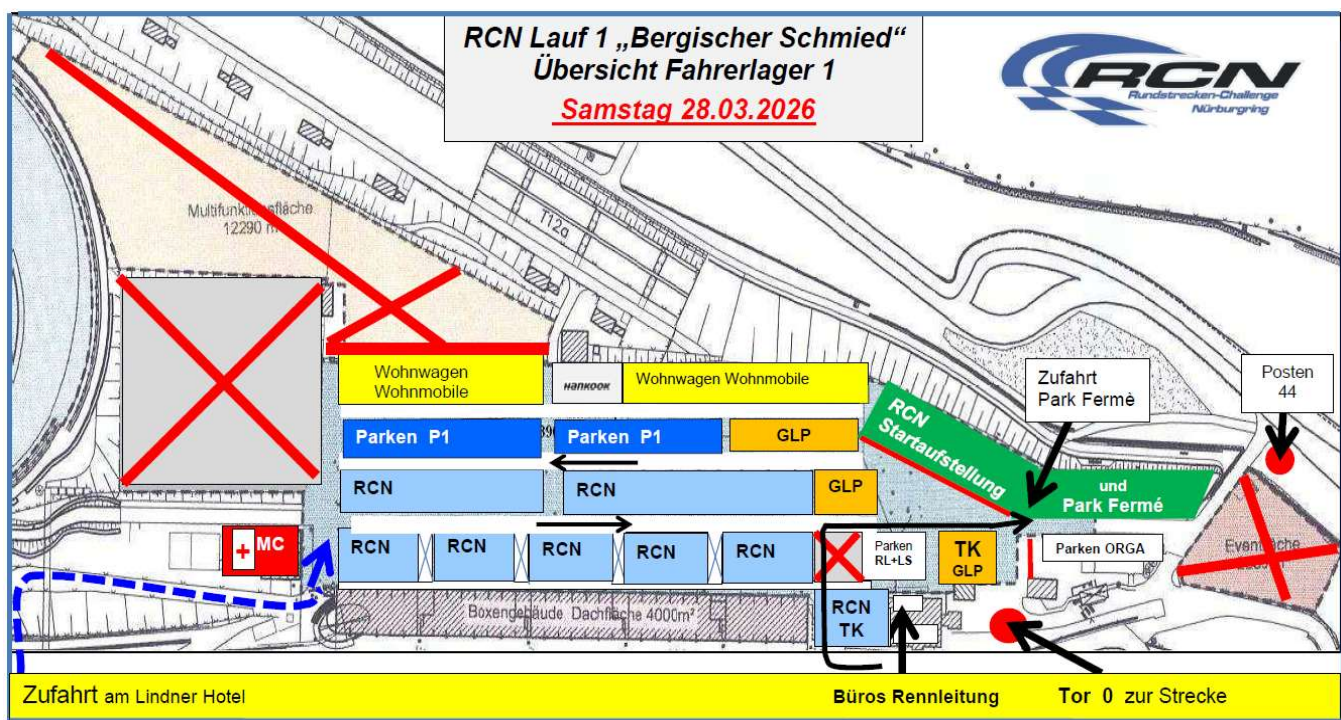 RCN Lauf 1 „Bergischer Schmied“
Übersicht Fahrerlager 1
Samstag 28.03.2026
RCN
Rundstrecken-Challenge
Nürburgring
Multifunktionsfläche
12290 m
T12a
Wohnwagen
Wohnmobile
HANKOOK
Wohnwagen Wohnmobile
Zufahrt
Park Fermè
Posten
44
Parken P1
Parken P1
GLP
RCN
Startaufstellung
und
Park Fermé
RCN
RCN
GLP
MC
RCN
RCN
RCN
RCN
RCN
Parken
RL+LS
TK
GLP
Parken ORGA
Eventfläche
Boxengebäude Dachfläche 4000m²
RCN
TK
Zufahrt am Lindner Hotel
Büros Rennleitung
Tor 0 zur Strecke